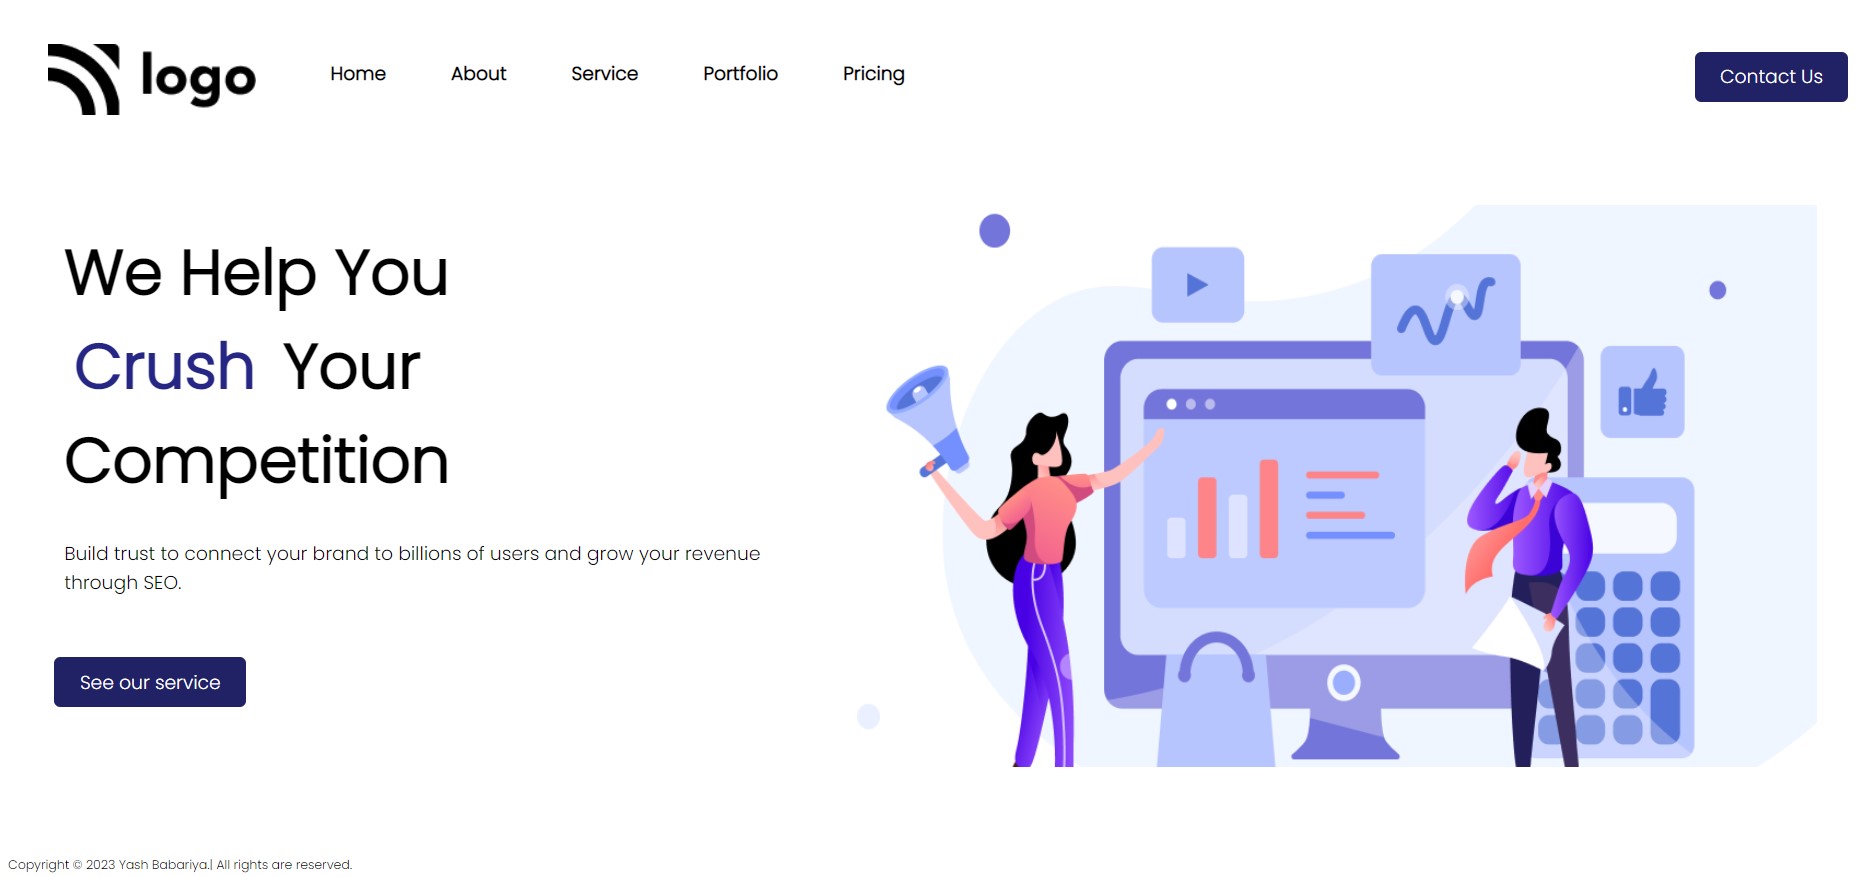 logo
Home About Service Portfolio Pricing
Contact Us
We Help You
Crush Your
Competition
Build trust to connect your brand to billions of users and grow your revenue
through SEO.
See our service
Copyright © 2023 Yash Babariya.| All rights are reserved.